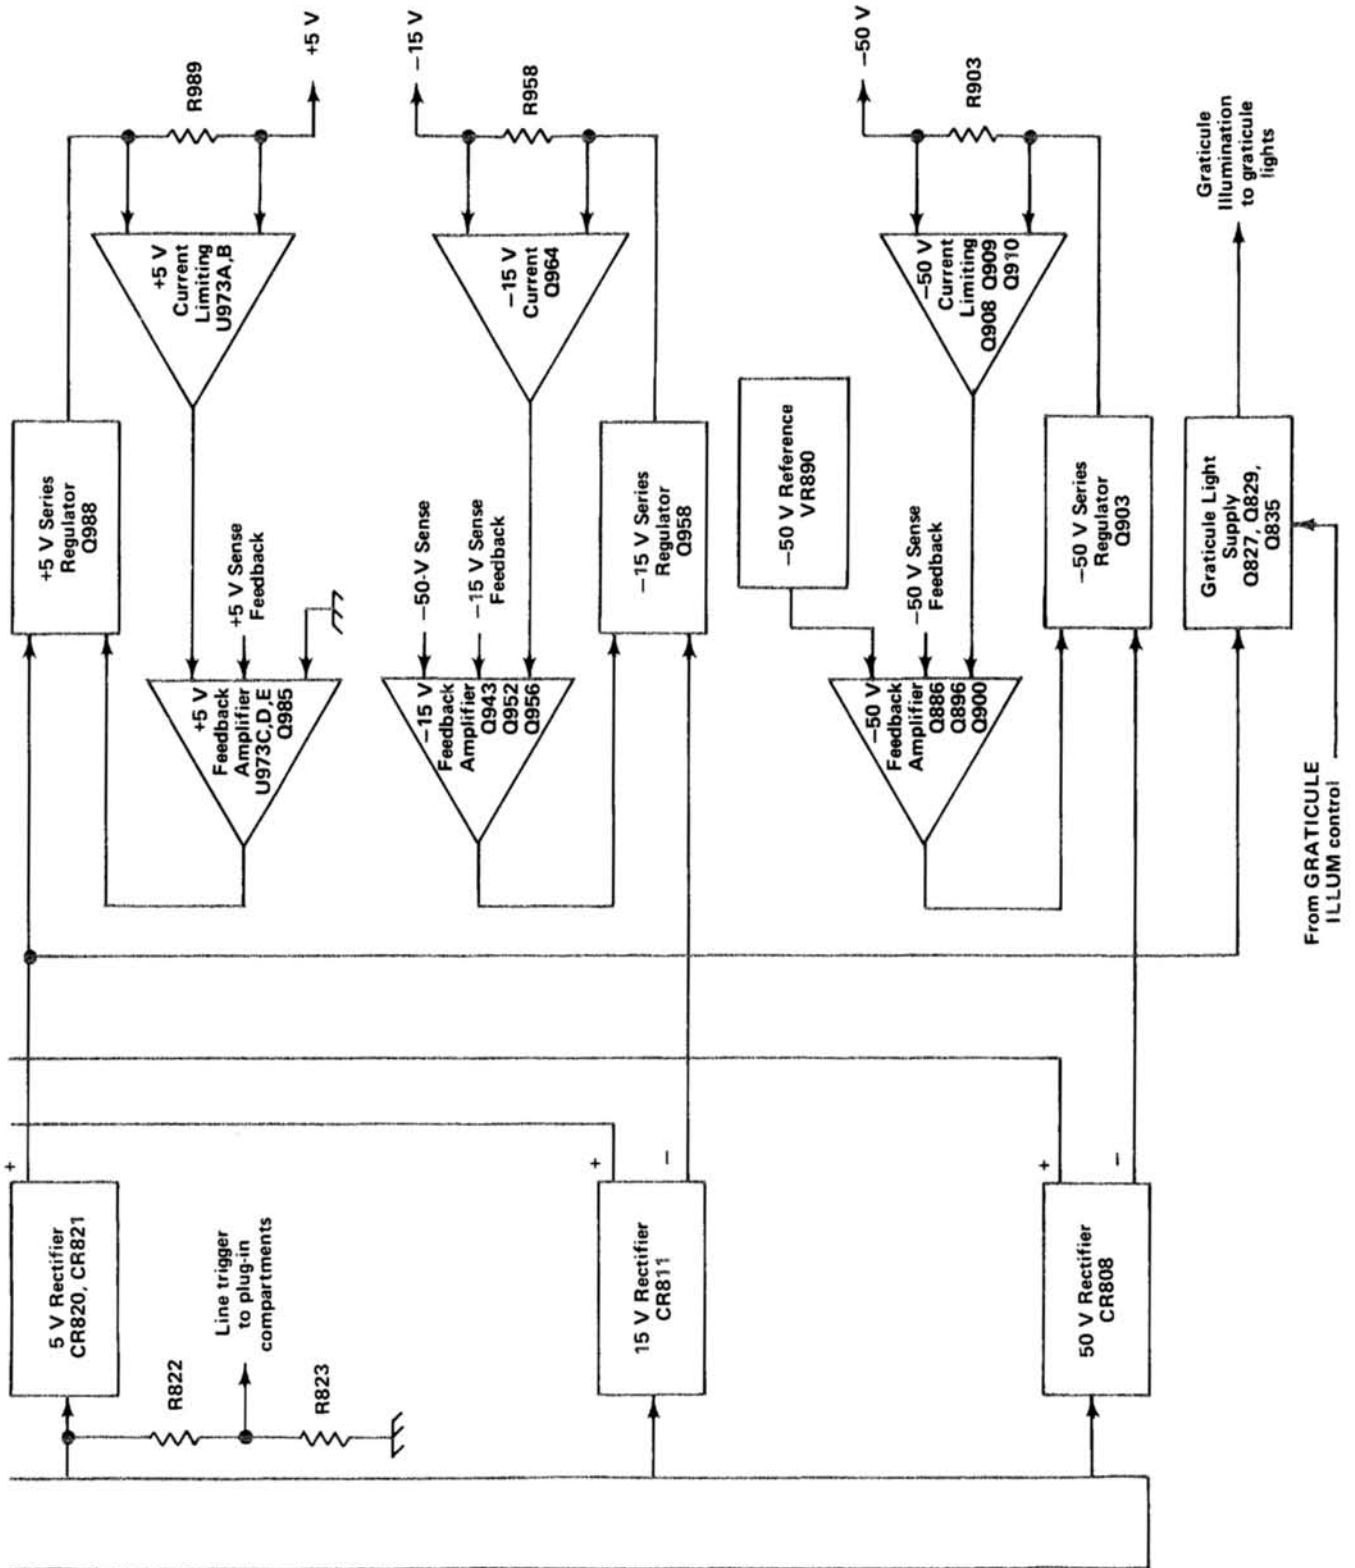 +5 V
R989
+5 V
Current
Limiting
U973A,B
+5 V Series
Regulator
Q988
+5 V Sense
Feedback
+5 V
Feedback
Amplifier
U973C,D,E
Q985
+
5 V Rectifier
CR820, CR821
Line trigger
to plug-in
compartments
R822
R823
−15 V
R958
−15 V
Current
Q964
−50-V Sense
−15 V Sense
Feedback
−15 V
Feedback
Amplifier
Q943
Q952
Q956
−15 V Series
Regulator
Q958
+
−
15 V Rectifier
CR811
−50 V
R903
−50 V
Current
Limiting
Q908 Q909
Q910
−50 V Reference
VR890
−50 V Sense
Feedback
−50 V
Feedback
Amplifier
Q886
Q896
Q900
−50 V Series
Regulator
Q903
+
−
50 V Rectifier
CR808
Graticule
Illumination
to graticule
lights
Graticule Light
Supply
Q827, Q829,
Q835
From GRATICULE
ILLUM control